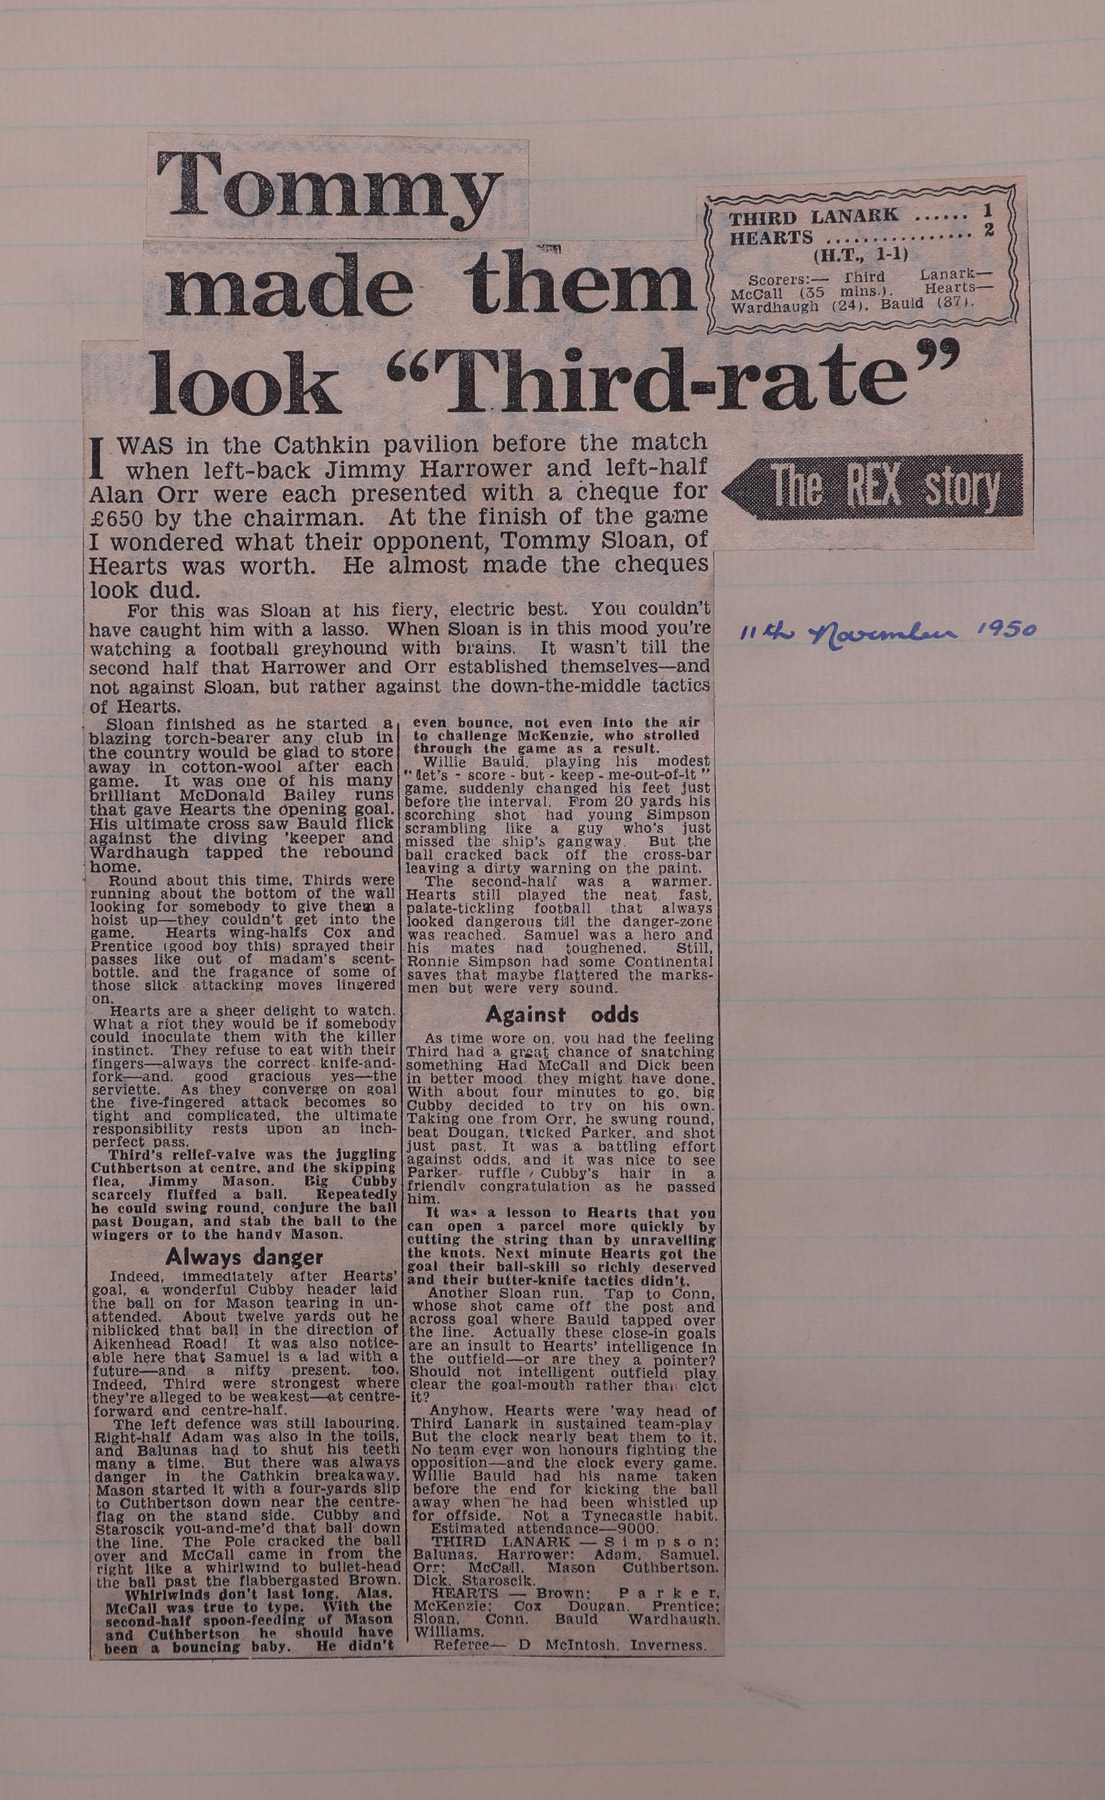 Tommy
made them
look “Third-rate”
THIRD LANARK ...... 1
HEARTS ................ 2
(H.T., 1-1)
Scorers:— Third Lanark—
McCall (35 mins.). Hearts—
Wardhaugh (24), Bauld (87).
The REX story
11th November 1950
I WAS in the Cathkin pavilion before the match
when left-back Jimmy Harrower and left-half
Alan Orr were each presented with a cheque for
£650 by the chairman. At the finish of the game
I wondered what their opponent, Tommy Sloan, of
Hearts was worth. He almost made the cheques
look dud.
For this was Sloan at his fiery, electric best. You couldn't
have caught him with a lasso. When Sloan is in this mood you're
watching a football greyhound with brains. It wasn't till the
second half that Harrower and Orr established themselves—and
not against Sloan, but rather against the down-the-middle tactics
of Hearts.
Sloan finished as he started a
blazing torch-bearer any club in
the country would be glad to store
away in cotton-wool after each
game. It was one of his many
brilliant McDonald Bailey runs
that gave Hearts the opening goal.
His ultimate cross saw Bauld flick
against the diving 'keeper and
Wardhaugh tapped the rebound
home.
Round about this time, Thirds were
running about the bottom of the wall
looking for somebody to give them a
hoist up—they couldn't get into the
game. Hearts wing-halfs Cox and
Prentice (good boy this) sprayed their
passes like out of madam's scent-
bottle, and the fragance of some of
those slick attacking moves lingered
on.
Hearts are a sheer delight to watch.
What a riot they would be if somebody
could inoculate them with the killer
instinct. They refuse to eat with their
fingers—always the correct knife-and-
fork—and, good gracious yes—the
serviette. As they converge on goal
the five-fingered attack becomes so
tight and complicated, the ultimate
responsibility rests upon an inch-
perfect pass.
Third's relief-valve was the juggling
Cuthbertson at centre, and the skipping
flea, Jimmy Mason. Big Cubby
scarcely fluffed a ball. Repeatedly
he could swing round, conjure the ball
past Dougan, and stab the ball to the
wingers or to the handy Mason.
Always danger
Indeed, immediately after Hearts'
goal, a wonderful Cubby header laid
the ball on for Mason tearing in un-
attended. About twelve yards out he
niblicked that ball in the direction of
Aikenhead Road! It was also notice-
able here that Samuel is a lad with a
future—and a nifty present, too.
Indeed, Third were strongest where
they're alleged to be weakest—at centre-
forward and centre-half.
The left defence was still labouring.
Right-half Adam was also in the toils,
and Balunas had to shut his teeth
many a time. But there was always
danger in the Cathkin breakaway.
Mason started it with a four-yards slip
to Cuthbertson down near the centre-
flag on the stand side. Cubby and
Staroscik you-and-me'd that ball down
the line. The Pole cracked the ball
over and McCall came in from the
right like a whirlwind to bullet-head
the ball past the flabbergasted Brown.
Whirlwinds don't last long. Alas,
McCall was true to type. With the
second-half spoon-feeding of Mason
and Cuthbertson he should have
been a bouncing baby. He didn't
even bounce, not even into the air
to challenge McKenzie, who strolled
through the game as a result.
Willie Bauld, playing his modest
“let's - score - but - keep - me-out-of-it”
game, suddenly changed his feet just
before the interval. From 20 yards his
scorching shot had young Simpson
scrambling like a guy who's just
missed the ship's gangway. But the
ball cracked back off the cross-bar
leaving a dirty warning on the paint.
The second-half was a warmer.
Hearts still played the neat, fast,
palate-tickling football that always
looked dangerous till the danger-zone
was reached. Samuel was a hero and
his mates had toughened. Still,
Ronnie Simpson had some Continental
saves that maybe flattered the marks-
men but were very sound.
Against odds
As time wore on, you had the feeling
Third had a great chance of snatching
something Had McCall and Dick been
in better mood they might have done.
With about four minutes to go, big
Cubby decided to try on his own.
Taking one from Orr, he swung round,
beat Dougan, tricked Parker, and shot
just past. It was a battling effort
against odds, and it was nice to see
Parker ruffle Cubby's hair in a
friendly congratulation as he passed
him.
It was a lesson to Hearts that you
can open a parcel more quickly by
cutting the string than by unravelling
the knots. Next minute Hearts got the
goal their ball-skill so richly deserved
and their butter-knife tactics didn't.
Another Sloan run. Tap to Conn,
whose shot came off the post and
across goal where Bauld tapped over
the line. Actually these close-in goals
are an insult to Hearts' intelligence in
the outfield—or are they a pointer?
Should not intelligent outfield play
clear the goal-mouth rather than clot
it?
Anyhow, Hearts were 'way head of
Third Lanark in sustained team-play
But the clock nearly beat them to it.
No team ever won honours fighting the
opposition—and the clock every game.
Willie Bauld had his name taken
before the end for kicking the ball
away when he had been whistled up
for offside. Not a Tynecastle habit.
Estimated attendance—9000.
THIRD LANARK — Simpson;
Balunas, Harrower; Adam, Samuel,
Orr; McCall, Mason Cuthbertson,
Dick, Staroscik.
HEARTS — Brown; Parker,
McKenzie; Cox Dougan, Prentice;
Sloan, Conn, Bauld Wardhaugh,
Williams.
Referee— D McIntosh, Inverness.